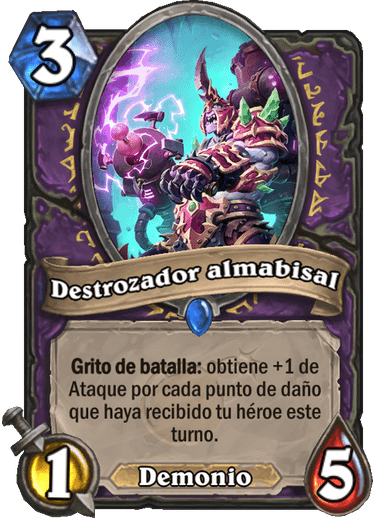 3
Destrozador almabisal
Grito de batalla: obtiene +1 de
Ataque por cada punto de daño
que haya recibido tu héroe este
turno.
1
Demonio
5